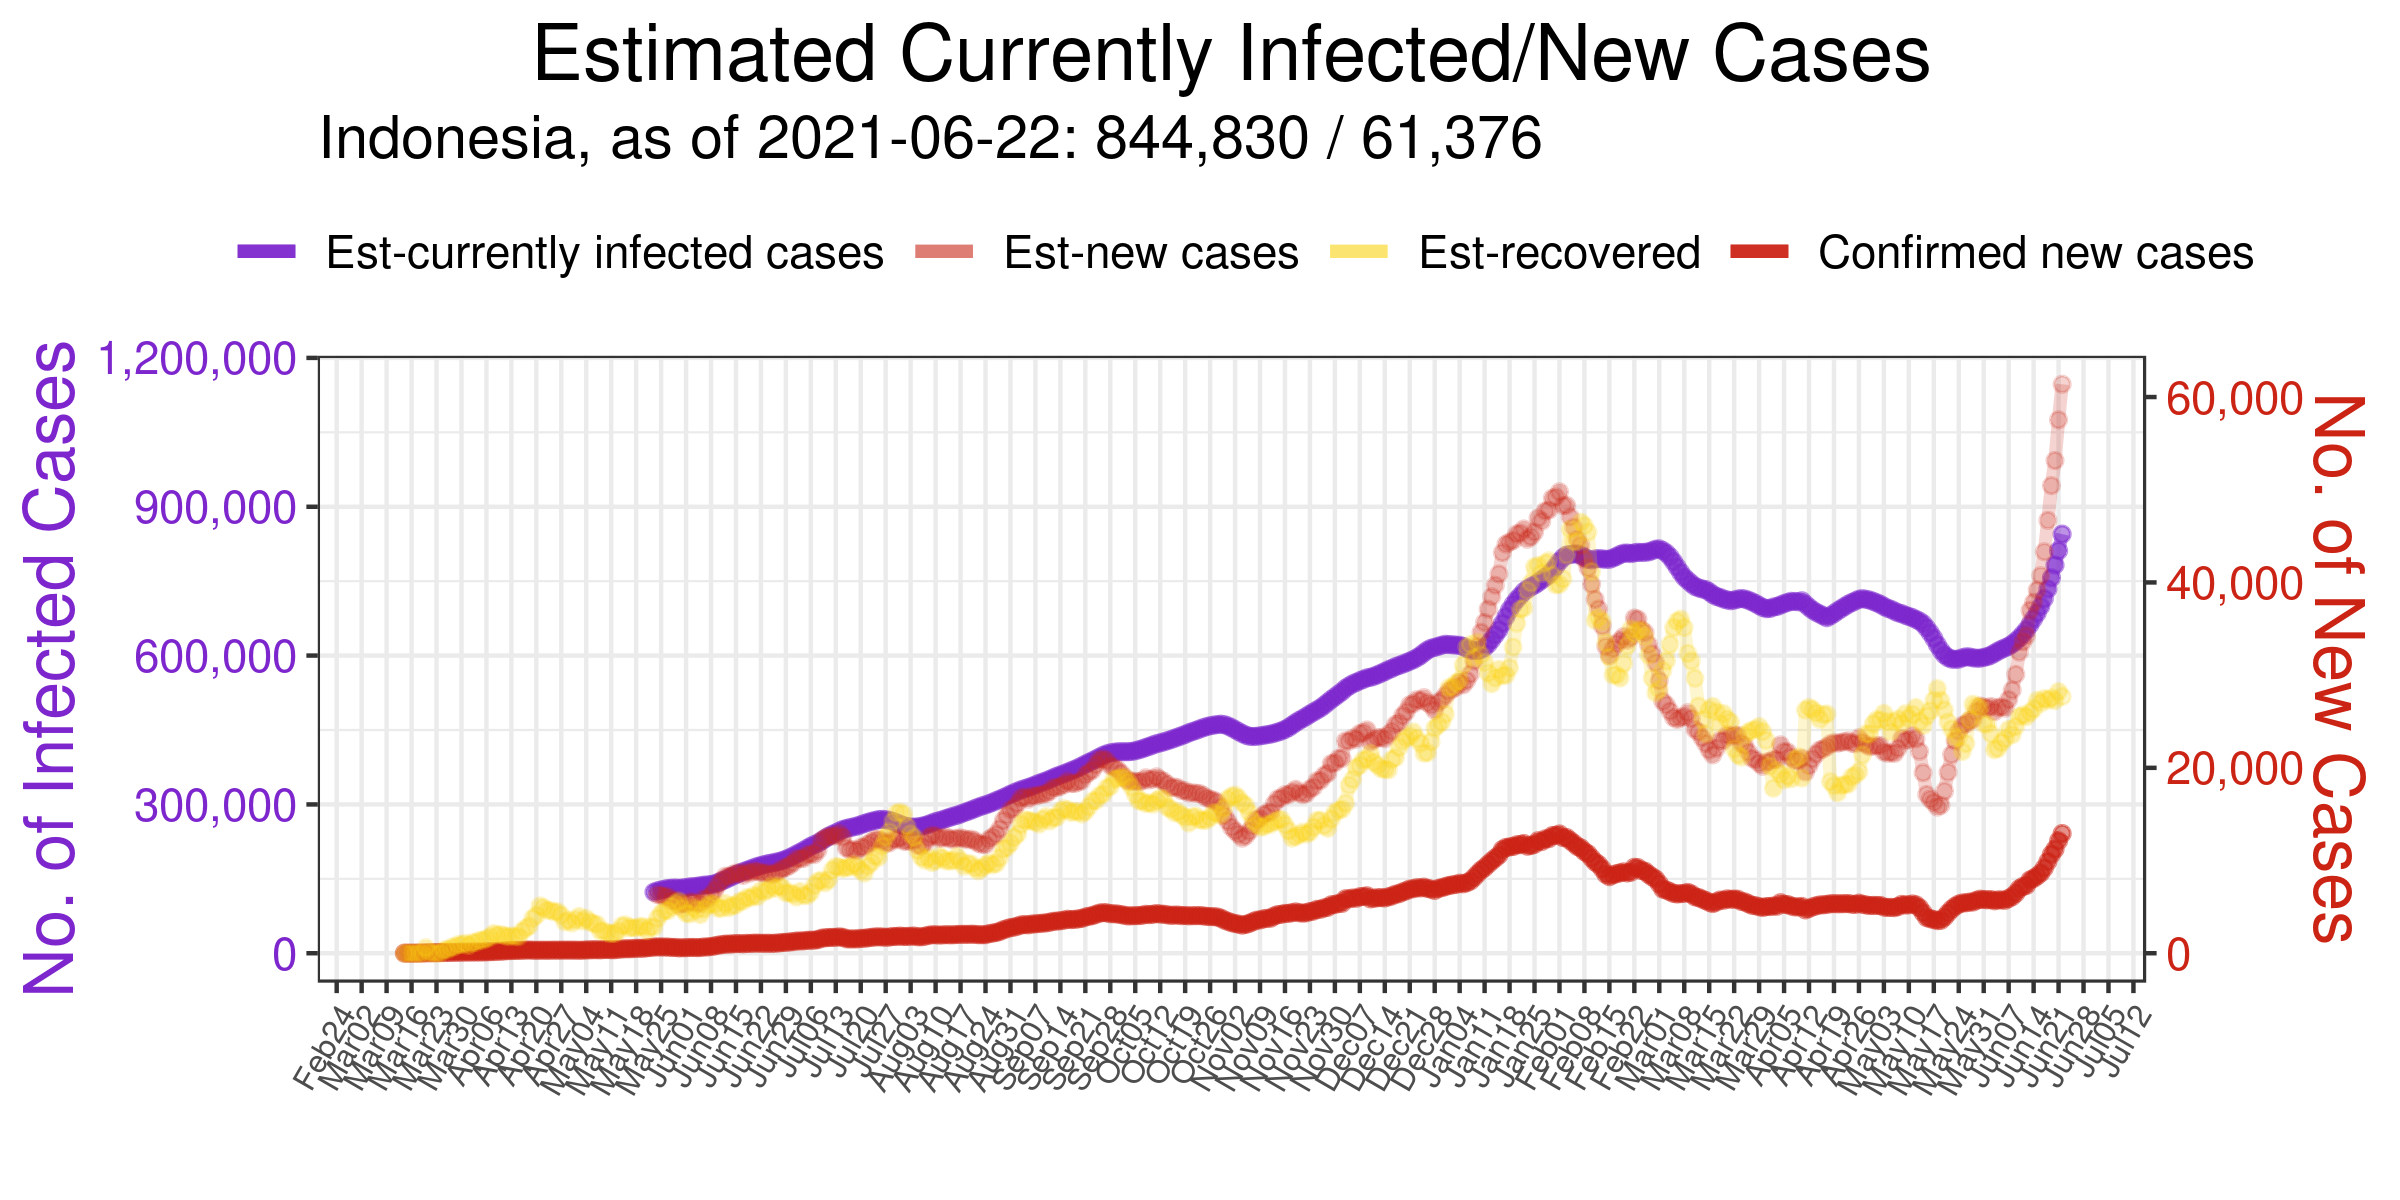 Estimated Currently Infected/New Cases
Indonesia, as of 2021-06-22: 844,830 / 61,376
Est-currently infected cases Est-new cases Est-recovered Confirmed new cases
No. of Infected Cases
1,200,000
900,000
600,000
300,000
0
60,000
40,000
20,000
0
No. of New Cases
Feb24 Mar02 Mar09 Mar16 Mar23 Mar30 Apr06 Apr13 Apr20 Apr27 May04 May11 May18 May25 Jun01 Jun08 Jun15 Jun22 Jun29 Jul06 Jul13 Jul20 Jul27 Aug03 Aug10 Aug17 Aug24 Aug31 Sep07 Sep14 Sep21 Sep28 Oct05 Oct12 Oct19 Oct26 Nov02 Nov09 Nov16 Nov23 Nov30 Dec07 Dec14 Dec21 Dec28 Jan04 Jan11 Jan18 Jan25 Feb01 Feb08 Feb15 Feb22 Mar01 Mar08 Mar15 Mar22 Mar29 Apr05 Apr12 Apr19 Apr26 May03 May10 May17 May24 May31 Jun07 Jun14 Jun21 Jun28 Jul05 Jul12